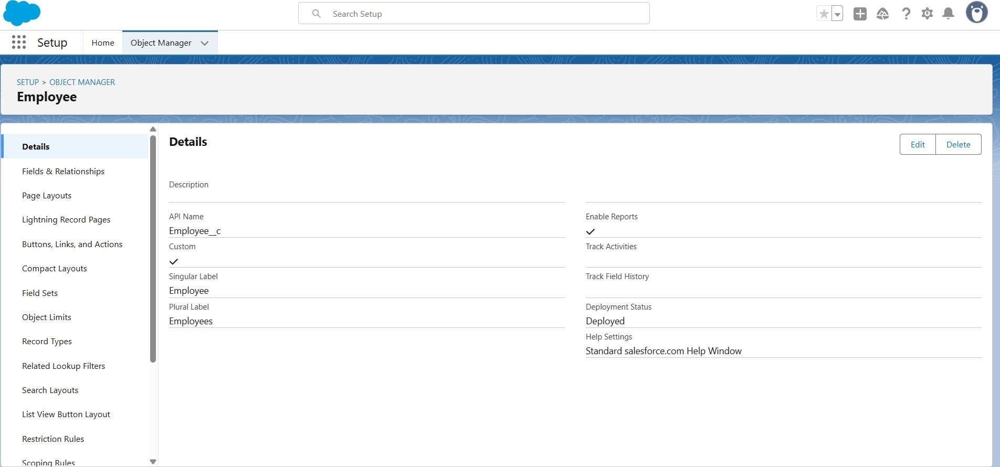 Search Setup
Setup
Home
Object Manager
SETUP > OBJECT MANAGER
Employee
Details
Fields & Relationships
Page Layouts
Lightning Record Pages
Buttons, Links, and Actions
Compact Layouts
Field Sets
Object Limits
Record Types
Related Lookup Filters
Search Layouts
List View Button Layout
Restriction Rules
Scoping Rules
Details
Edit
Delete
Description
API Name
Employee__c
Custom
Singular Label
Employee
Plural Label
Employees
Enable Reports
Track Activities
Track Field History
Deployment Status
Deployed
Help Settings
Standard salesforce.com Help Window